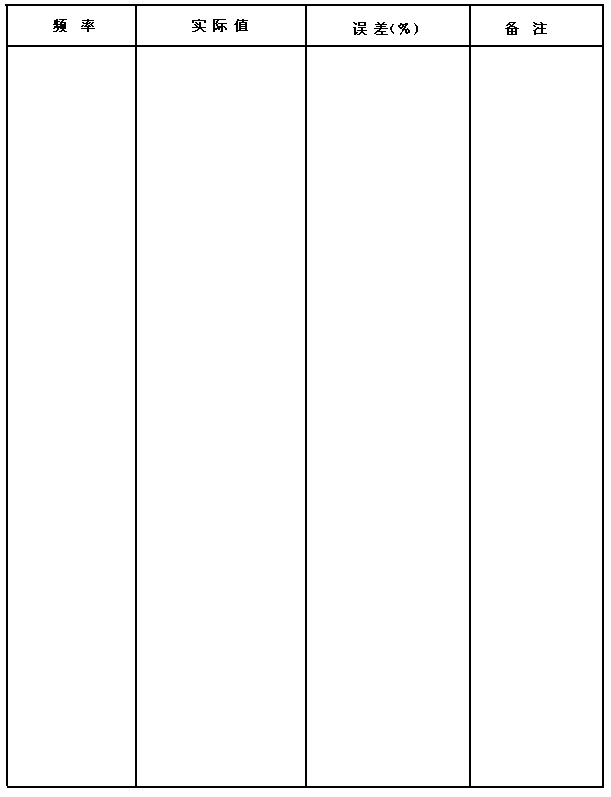 频 率 实 际 值 误 差(%) 备 注